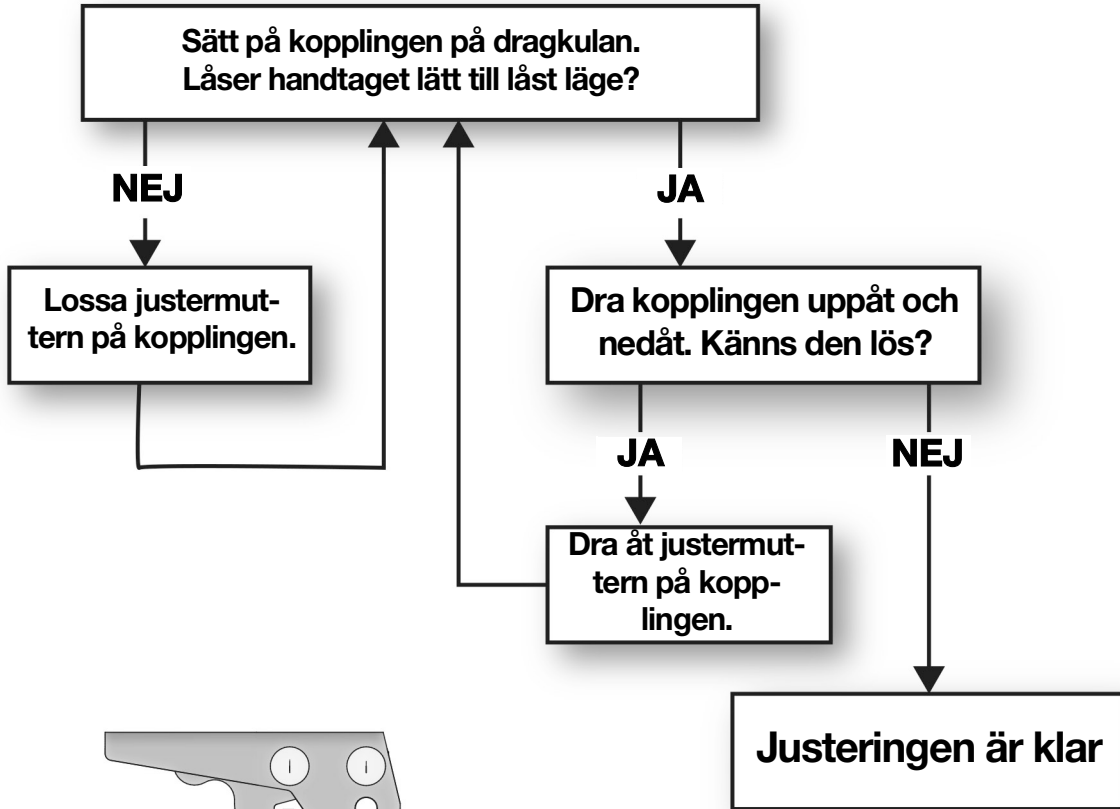 Sätt på kopplingen på dragkulan.
Låser handtaget lätt till låst läge?
NEJ
JA
Lossa justermut-
tern på kopplingen.
Dra kopplingen uppåt och
nedåt. Känns den lös?
JA
NEJ
Dra åt justermut-
tern på kopp-
lingen.
Justeringen är klar